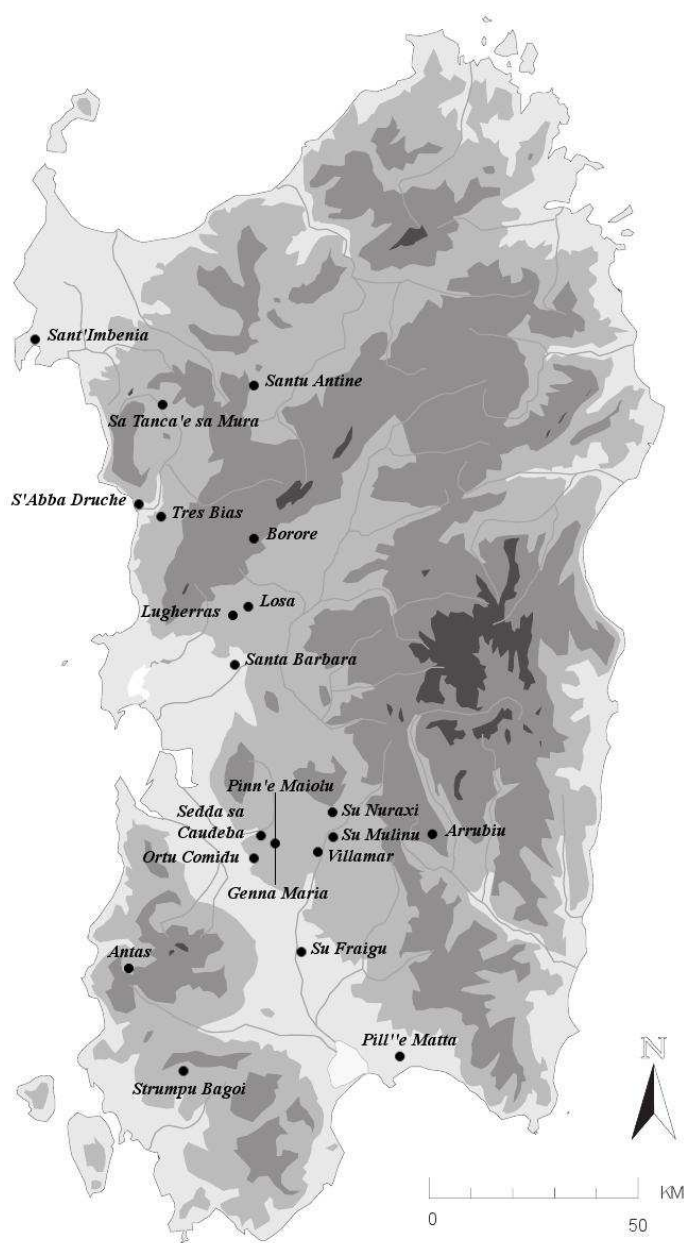 Sant'Imbenia
Santu Antine
Sa Tanca'e sa Mura
S'Abba Druche
Tres Bias
Borore
Losa
Lugherras
Santa Barbara
Pinn'e Maiolu
Sedda sa
Caudeba
Su Nuraxi
Su Mulinu
Arrubiu
Ortu Comidu
Villamar
Genna Maria
Antas
Su Fraigu
Pill''e Matta
Strumpu Bagoi
N
KM
0
50